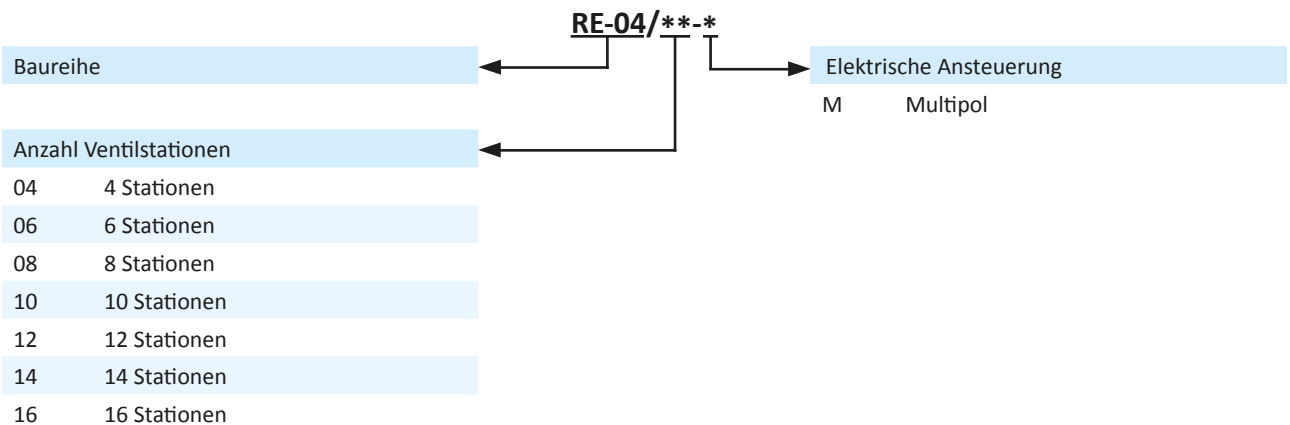 RE-04/**-*
Baureihe
Elektrische Ansteuerung
M Multipol
Anzahl Ventilstationen
04 4 Stationen
06 6 Stationen
08 8 Stationen
10 10 Stationen
12 12 Stationen
14 14 Stationen
16 16 Stationen